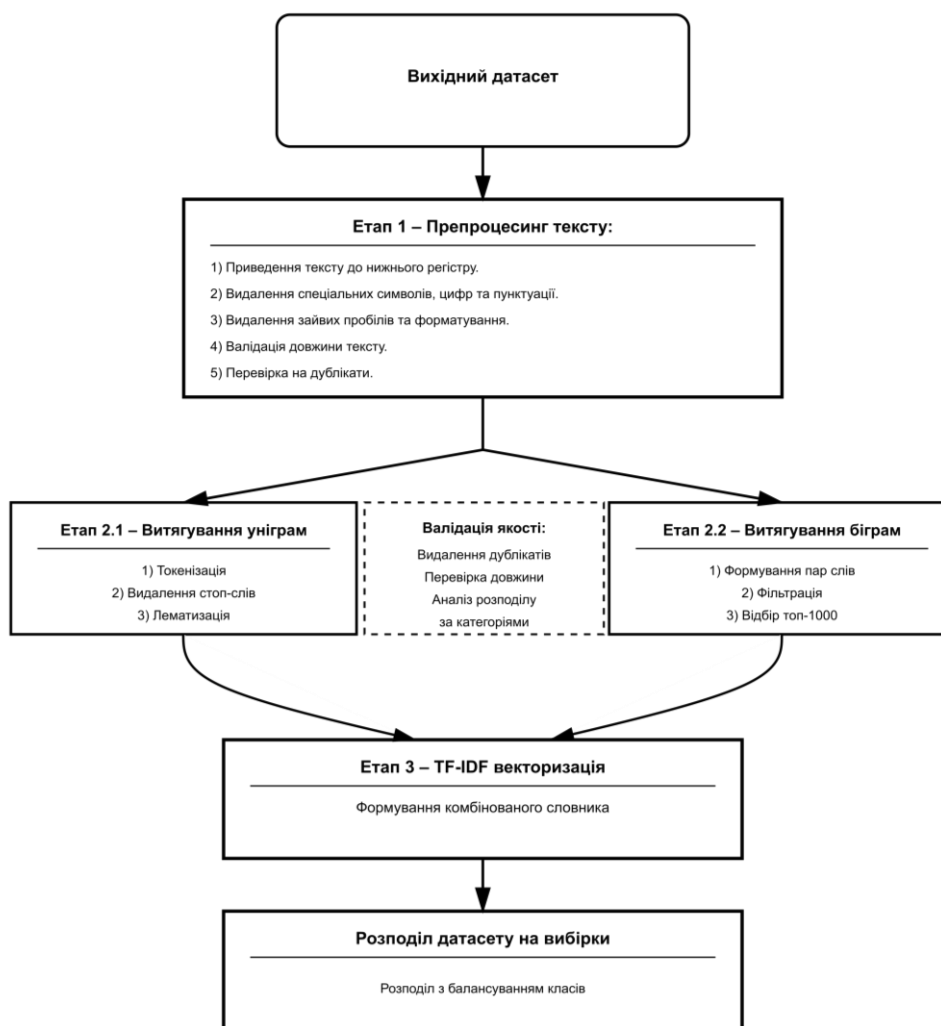 Вихідний датасет
Етап 1 – Препроцесинг тексту:
1) Приведення тексту до нижнього регістру.
2) Видалення спеціальних символів, цифр та пунктуації.
3) Видалення зайвих пробілів та форматування.
4) Валідація довжини тексту.
5) Перевірка на дублікати.
Етап 2.1 – Витягування уніграм
1) Токенізація
2) Видалення стоп-слів
3) Лематизація
Валідація якості:
Видалення дублікатів
Перевірка довжини
Аналіз розподілу
за категоріями
Етап 2.2 – Витягування біграм
1) Формування пар слів
2) Фільтрація
3) Відбір топ-1000
Етап 3 – TF-IDF векторизація
Формування комбінованого словника
Розподіл датасету на вибірки
Розподіл з балансуванням класів